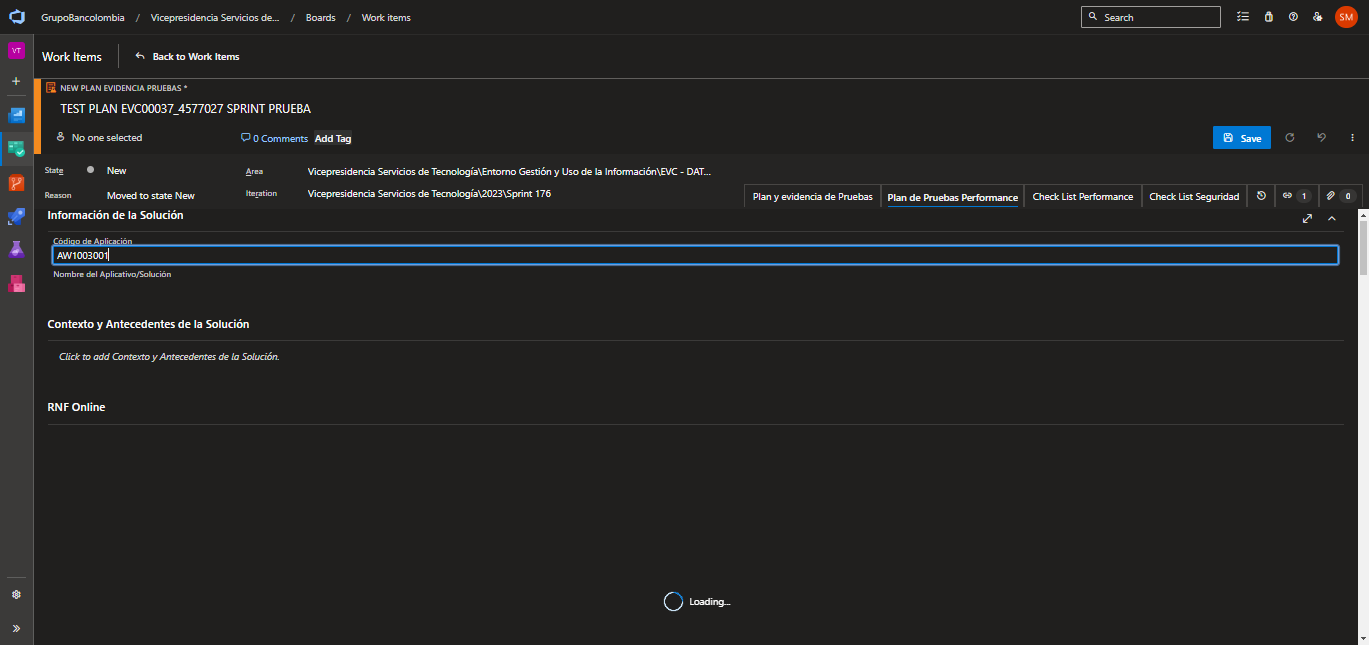 GrupoBancolombia / Vicepresidencia Servicios de... / Boards / Work items
Search
SM
VT
Work Items
Back to Work Items
NEW PLAN EVIDENCIA PRUEBAS *
TEST PLAN EVC00037_4577027 SPRINT PRUEBA
No one selected
0 Comments
Add Tag
Save
State
New
Area
Vicepresidencia Servicios de Tecnología\Entorno Gestión y Uso de la Información\EVC - DAT...
Reason
Moved to state New
Iteration
Vicepresidencia Servicios de Tecnología\2023\Sprint 176
Plan y evidencia de Pruebas
Plan de Pruebas Performance
Check List Performance
Check List Seguridad
1
0
Información de la Solución
Código de Aplicación
AW1003001
Nombre del Aplicativo/Solución
Contexto y Antecedentes de la Solución
Click to add Contexto y Antecedentes de la Solución.
RNF Online
Loading...